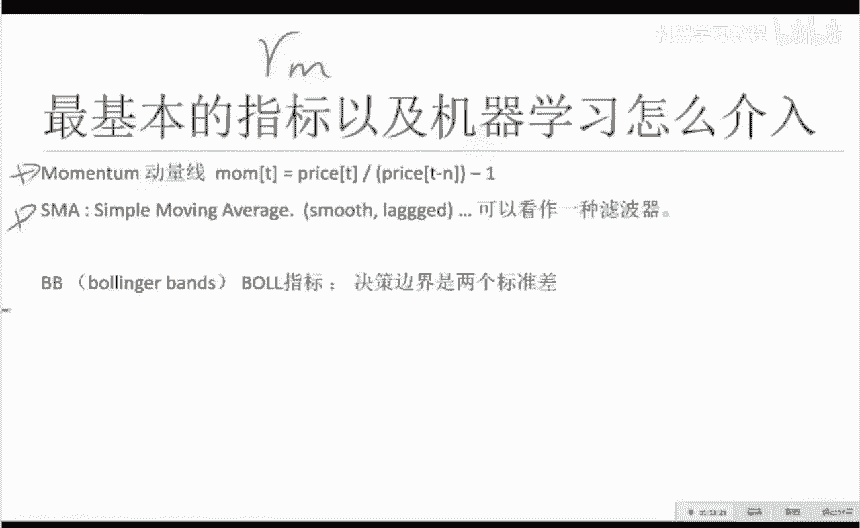 rm
最基本的指标以及机器学习怎么介入
Momentum 动量线 mom[t] = price[t] / (price[t-n]) – 1
SMA : Simple Moving Average. (smooth, laggged) ... 可以看作一种滤波器。
BB （bollinger bands） BOLL指标： 决策边界是两个标准差